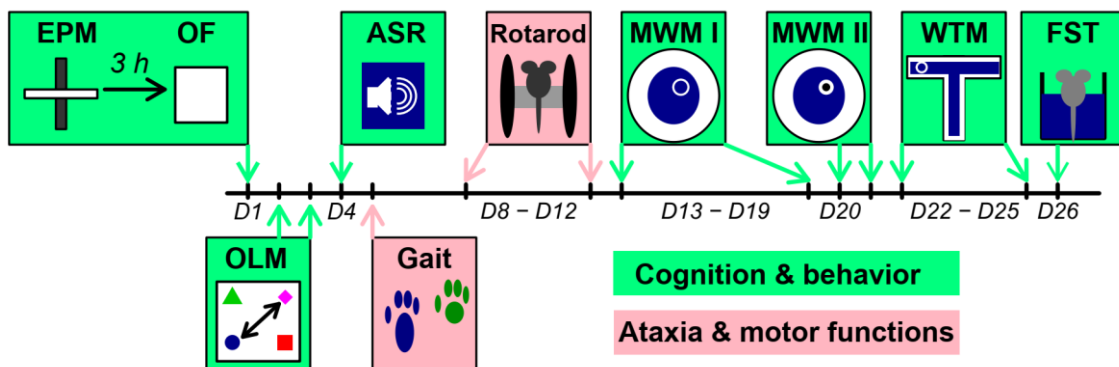 EPM
3 h
OF
ASR
Rotarod
MWM I
MWM II
WTM
FST
D1
D4
D8 – D12
D13 – D19
D20
D22 – D25
D26
OLM
Gait
Cognition & behavior
Ataxia & motor functions